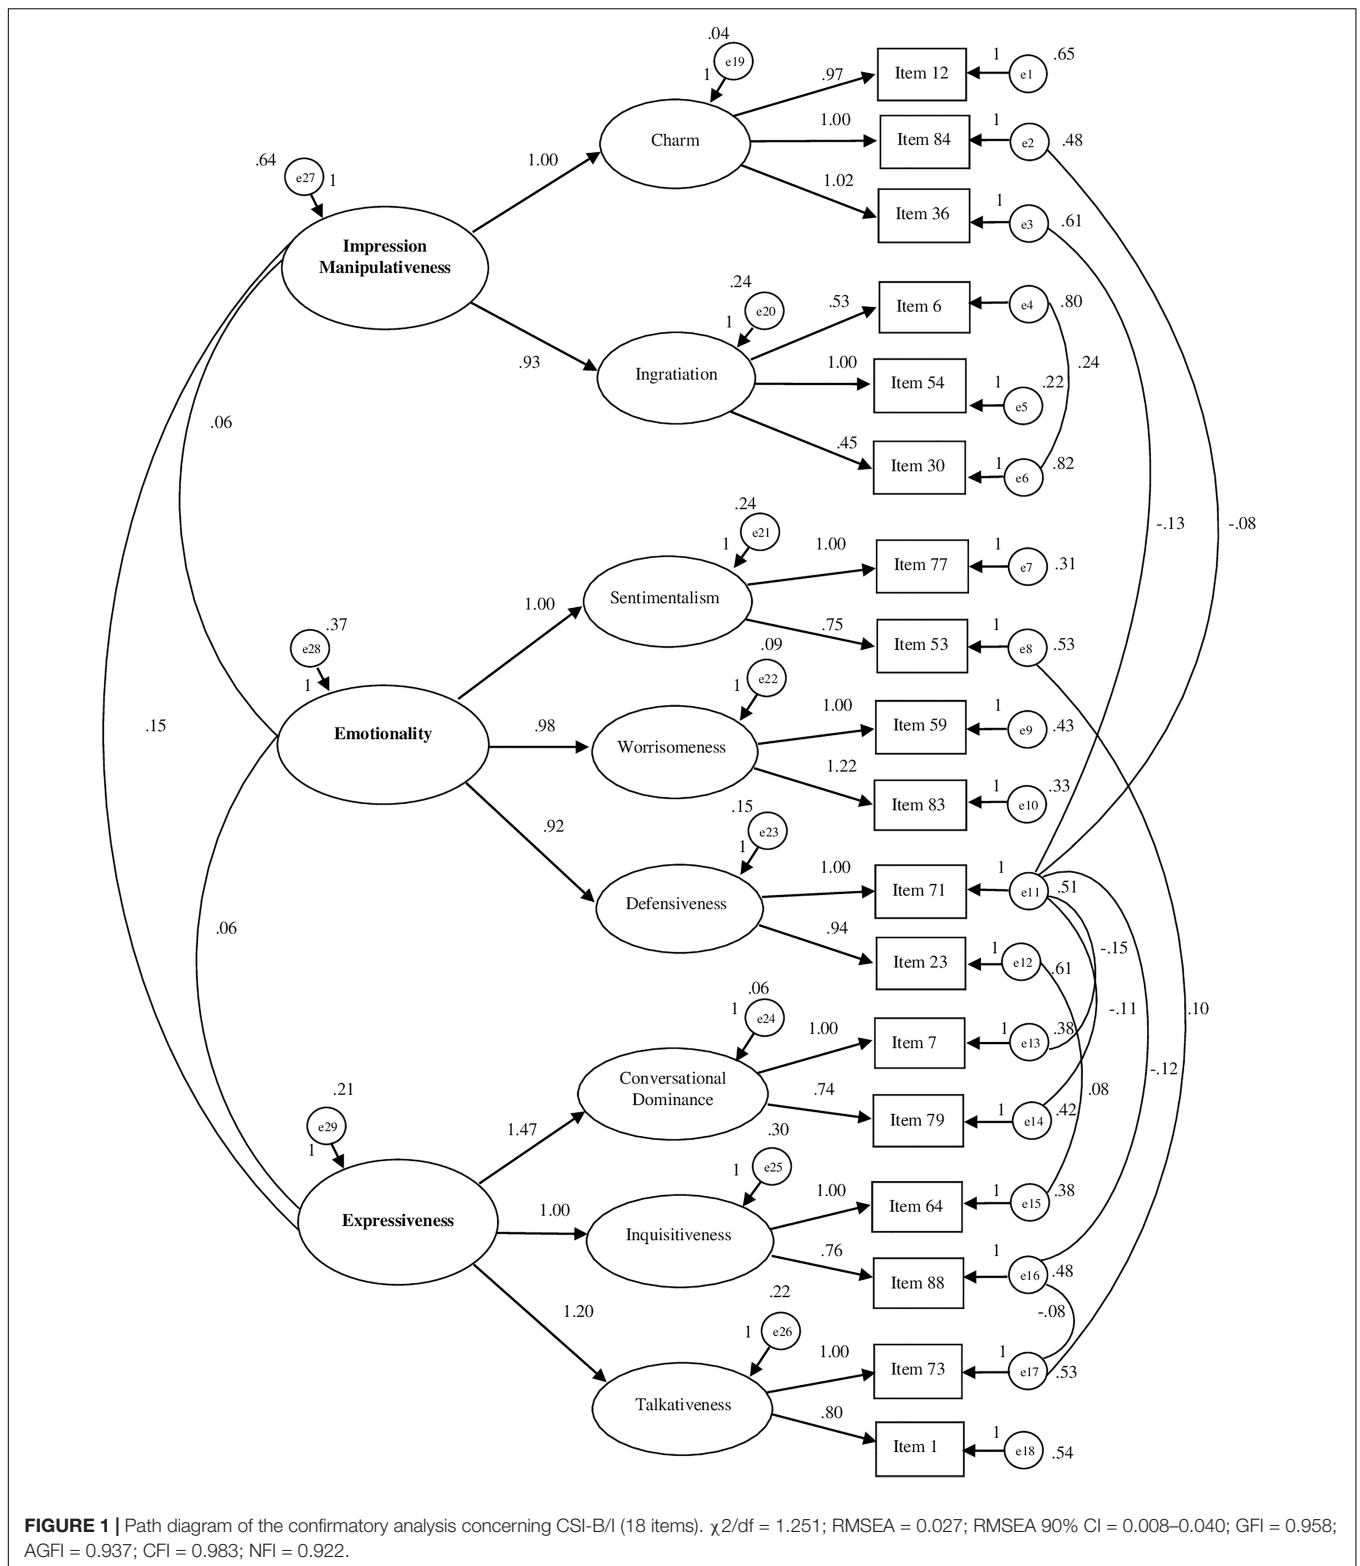 .04
e19
1
.97
Item 12
1
e1
.65
Charm
1.00
Item 84
1
e2
.48
1.02
Item 36
1
e3
.61
.64
e27
1
1.00
Impression
Manipulativeness
.93
.24
e20
1
.53
Item 6
1
e4
.80
Ingratiation
1.00
Item 54
1
e5
.22
.24
.45
Item 30
1
e6
.82
.06
-.13
-.08
.24
e21
1
1.00
Item 77
1
e7
.31
Sentimentalism
.75
Item 53
1
e8
.53
.37
e28
1
1.00
Emotionality
.98
.92
.15
.09
e22
1
1.00
Item 59
1
e9
.43
Worrisomeness
1.22
Item 83
1
e10
.33
.15
e23
1
1.00
Item 71
1
e11
.51
Defensiveness
.94
Item 23
1
e12
.61
-.15
.06
.06
e24
1
1.00
Item 7
1
e13
.38
-.11
.10
Conversational
Dominance
.74
Item 79
1
e14
.42
.08
-.12
.21
e29
1
1.47
Expressiveness
1.00
1.20
.30
e25
1
1.00
Item 64
1
e15
.38
Inquisitiveness
.76
Item 88
1
e16
.48
-.08
.22
e26
1
1.00
Item 73
1
e17
.53
Talkativeness
.80
Item 1
1
e18
.54
FIGURE 1 | Path diagram of the confirmatory analysis concerning CSI-B/I (18 items). χ2/df = 1.251; RMSEA = 0.027; RMSEA 90% CI = 0.008–0.040; GFI = 0.958;
AGFI = 0.937; CFI = 0.983; NFI = 0.922.